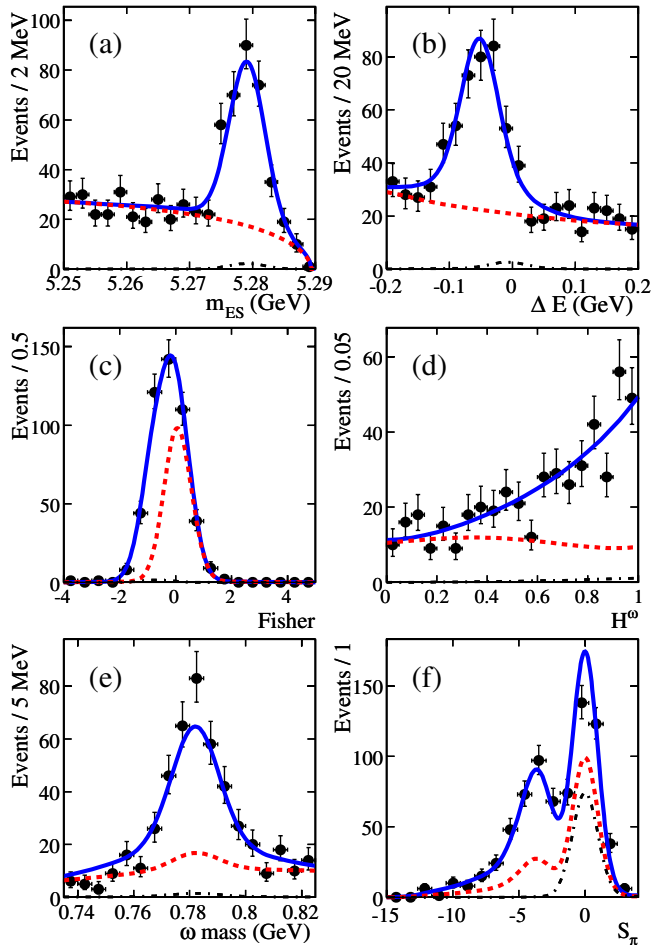 (a)
Events / 2 MeV
100
80
60
40
20
0
5.25 5.26 5.27 5.28 5.29
m_ES (GeV)
(b)
Events / 20 MeV
80
60
40
20
0
-0.2 -0.1 0 0.1 0.2
Δ E (GeV)
(c)
Events / 0.5
150
100
50
0
-4 -2 0 2 4
Fisher
(d)
Events / 0.05
60
40
20
0
0 0.2 0.4 0.6 0.8 1
H^ω
(e)
Events / 5 MeV
80
60
40
20
0
0.74 0.76 0.78 0.8 0.82
ω mass (GeV)
(f)
Events / 1
150
100
50
0
-15 -10 -5 0
S_π